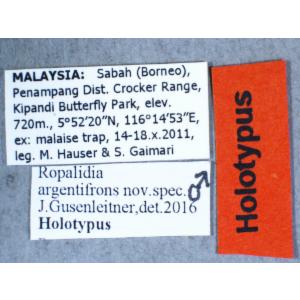 MALAYSIA: Sabah (Borneo),
Penampang Dist. Crocker Range,
Kipandi Butterfly Park, elev.
720m., 5°52'20"N, 116°14'53"E,
ex: malaise trap, 14-18.x.2011,
leg. M. Hauser & S. Gaimari
Ropalidia
argentifrons nov.spec.♂
J.Gusenleitner,det.2016
Holotypus
Holotypus